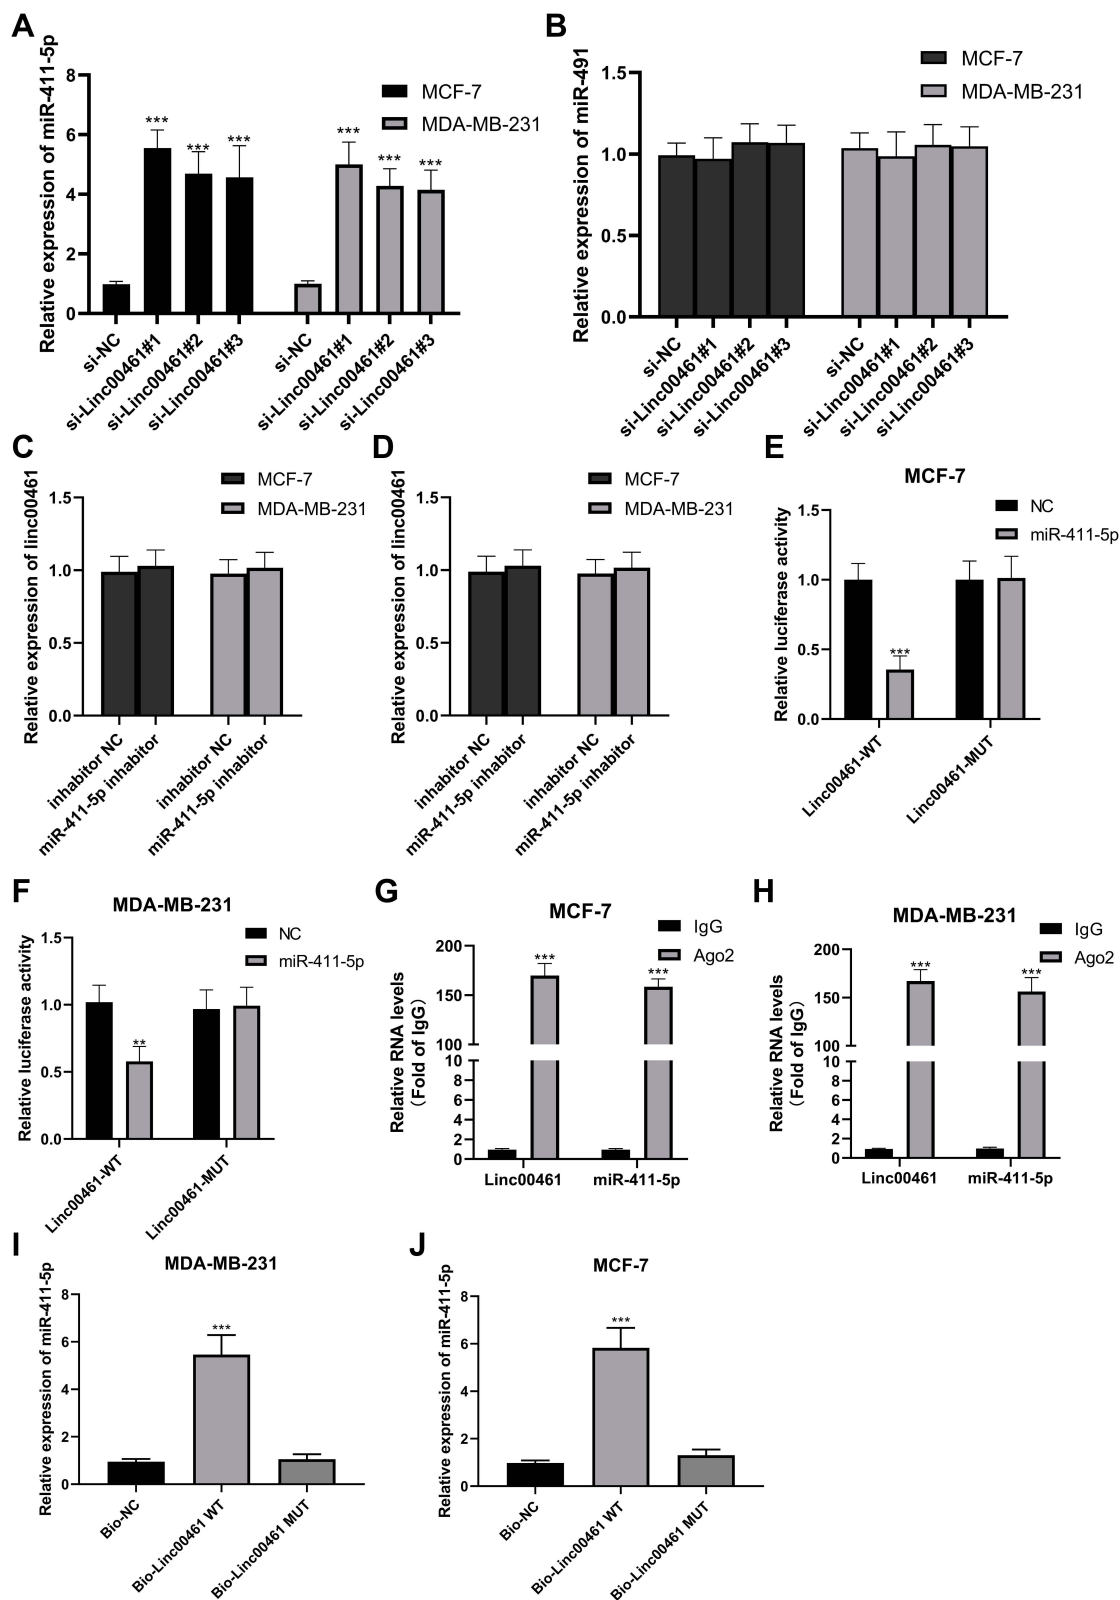 A
Relative expression of miR-411-5p
8
6
4
2
0
MCF-7
MDA-MB-231
***
***
***
***
***
***
si-NC
si-Linc00461#1
si-Linc00461#2
si-Linc00461#3
si-NC
si-Linc00461#1
si-Linc00461#2
si-Linc00461#3
B
Relative expression of miR-491
1.5
1.0
0.5
0.0
MCF-7
MDA-MB-231
si-NC
si-Linc00461#1
si-Linc00461#2
si-Linc00461#3
si-NC
si-Linc00461#1
si-Linc00461#2
si-Linc00461#3
C
Relative expression of linc00461
1.5
1.0
0.5
0.0
MCF-7
MDA-MB-231
inhabitor NC
miR-411-5p inhabitor
inhabitor NC
miR-411-5p inhabitor
D
Relative expression of linc00461
1.5
1.0
0.5
0.0
MCF-7
MDA-MB-231
inhabitor NC
miR-411-5p inhabitor
inhabitor NC
miR-411-5p inhabitor
E
MCF-7
Relative luciferase activity
1.5
1.0
0.5
0.0
NC
miR-411-5p
***
Linc00461-WT
Linc00461-MUT
F
MDA-MB-231
Relative luciferase activity
1.5
1.0
0.5
0.0
NC
miR-411-5p
**
Linc00461-WT
Linc00461-MUT
G
MCF-7
Relative RNA levels
（Fold of IgG）
200
150
100
10
8
6
4
2
0
IgG
Ago2
***
***
Linc00461
miR-411-5p
H
MDA-MB-231
Relative RNA levels
（Fold of IgG）
200
150
100
10
8
6
4
2
0
IgG
Ago2
***
***
Linc00461
miR-411-5p
I
MDA-MB-231
Relative expression of miR-411-5p
8
6
4
2
0
***
Bio-NC
Bio-Linc00461 WT
Bio-Linc00461 MUT
J
MCF-7
Relative expression of miR-411-5p
8
6
4
2
0
***
Bio-NC
Bio-Linc00461 WT
Bio-Linc00461 MUT